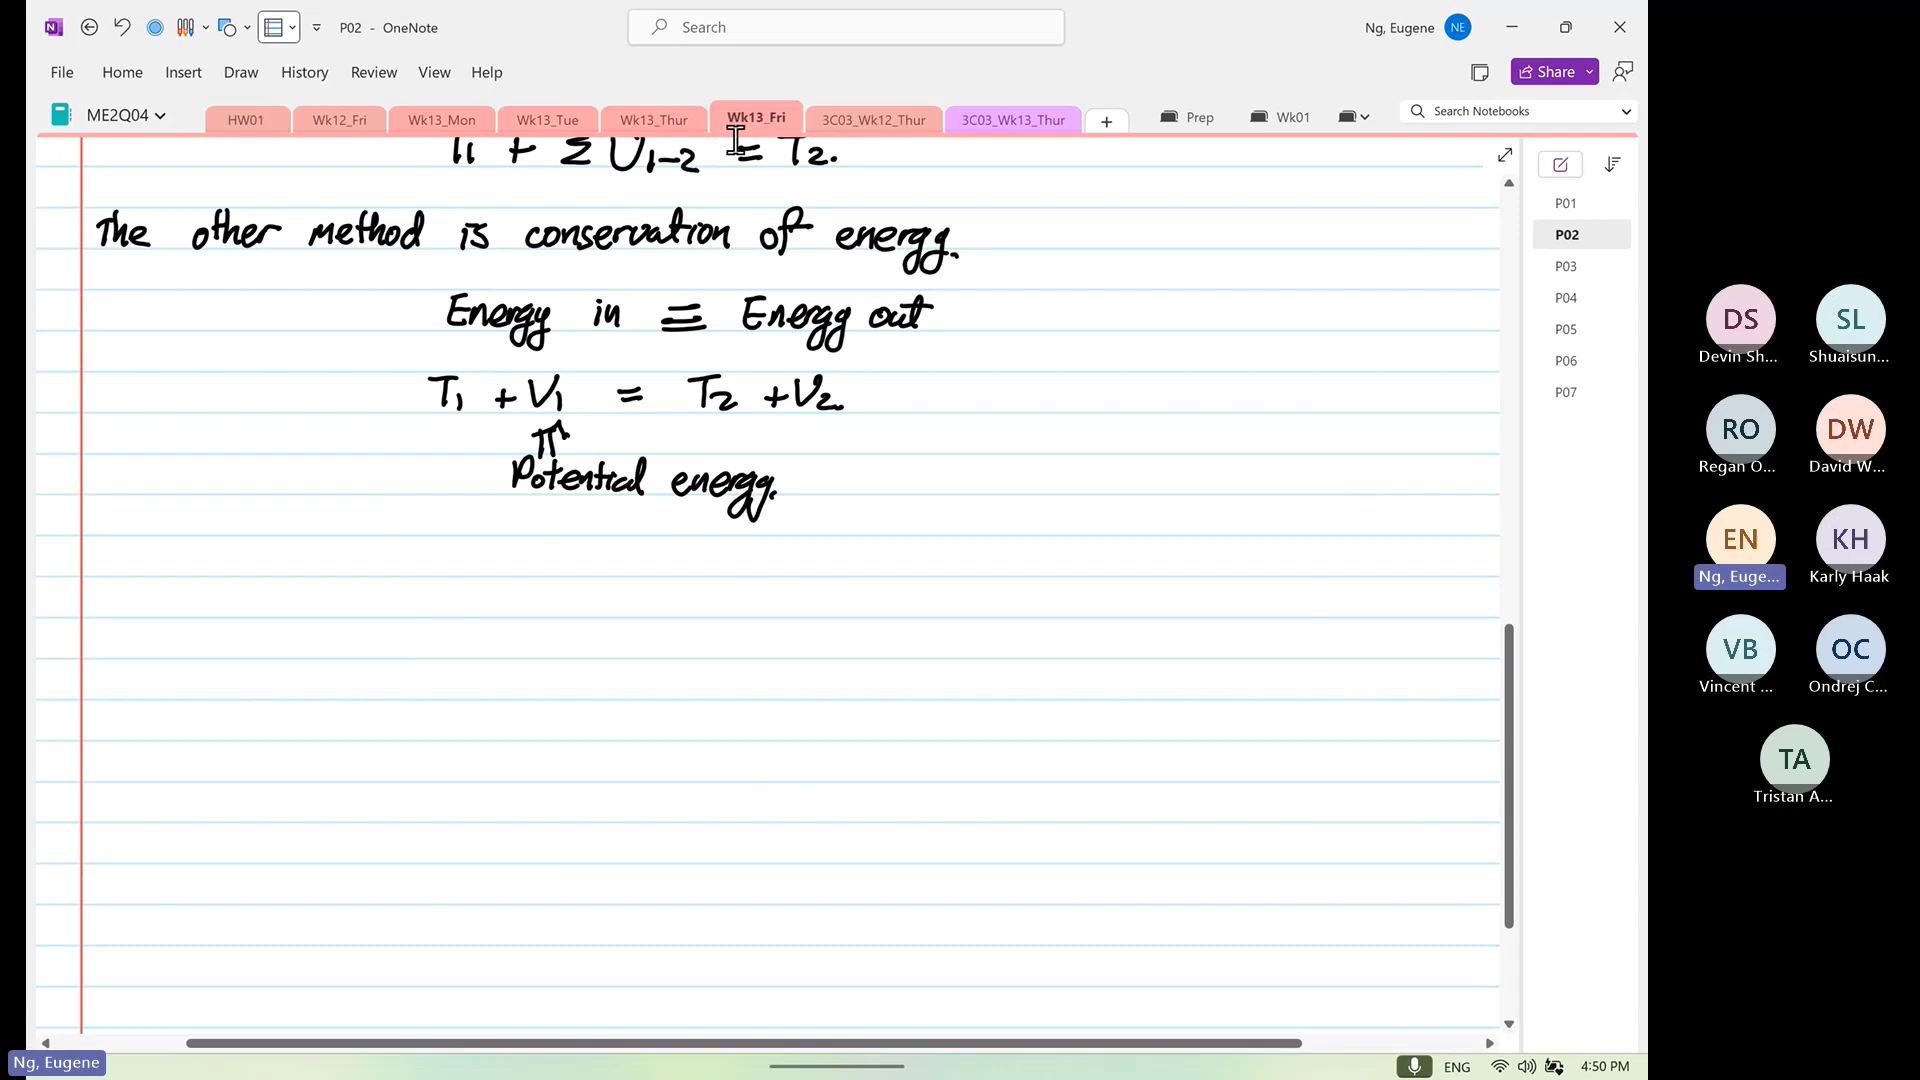 P02 - OneNote
Search
Ng, Eugene
NE
File
Home
Insert
Draw
History
Review
View
Help
Share
ME2Q04
HW01
Wk12_Fri
Wk13_Mon
Wk13_Tue
Wk13_Thur
Wk13_Fri
3C03_Wk12_Thur
3C03_Wk13_Thur
+
Prep
Wk01
Search Notebooks
T₁ + Σ U₁₋₂ = T₂.
The other method is conservation of energy.
Energy in ≡ Energy out
T₁ + V₁ = T₂ + V₂.
Potential energy.
P01
P02
P03
P04
P05
P06
P07
DS
Devin Sh...
SL
Shuaisun...
RO
Regan O...
DW
David W...
EN
Ng, Euge...
KH
Karly Haak
VB
Vincent ...
OC
Ondrej C...
TA
Tristan A...
Ng, Eugene
ENG
4:50 PM